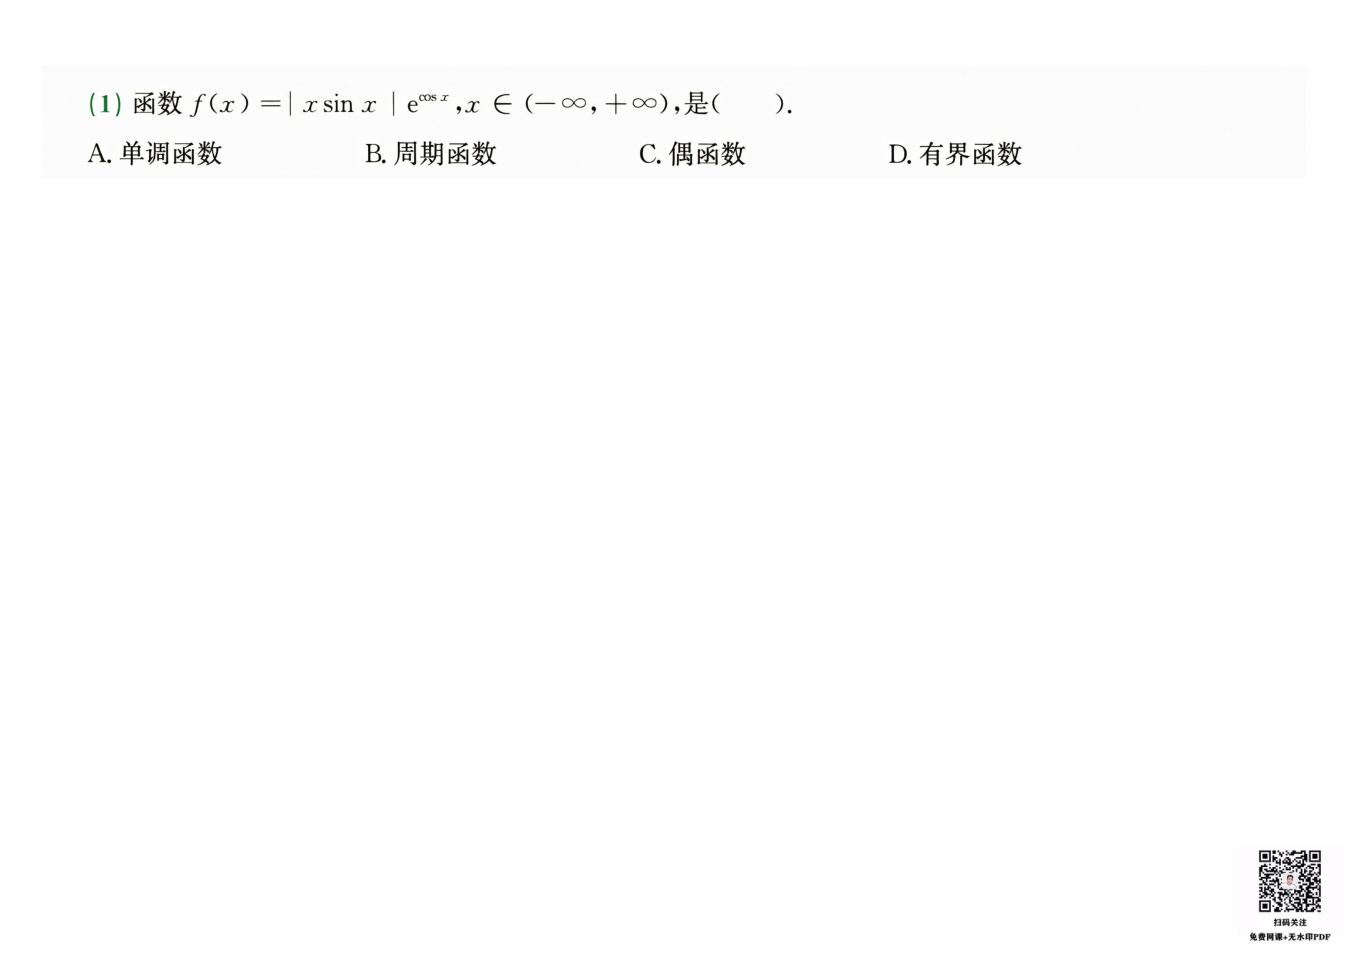 (1) 函数 f(x)=|x sin x|e^{cos x},x∈(-∞,+∞),是(    ).
A. 单调函数    B. 周期函数    C. 偶函数    D. 有界函数
扫码关注
免费网课+无水印PDF